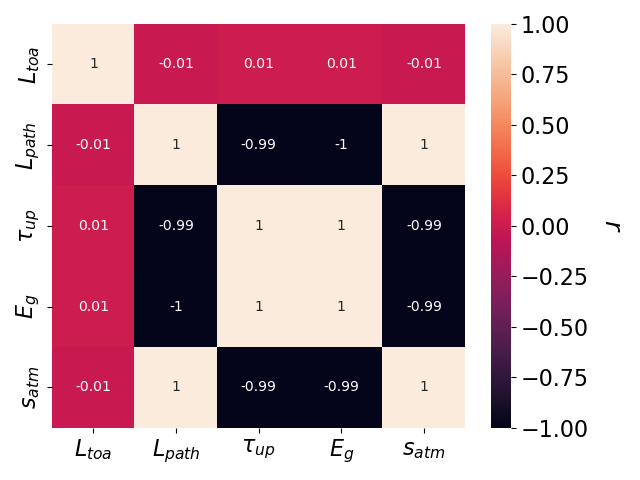 L_toa 1 -0.01 0.01 0.01 -0.01
L_path -0.01 1 -0.99 -1 1
τ_up 0.01 -0.99 1 1 -0.99
E_g 0.01 -1 1 1 -0.99
s_atm -0.01 1 -0.99 -0.99 1
L_toa L_path τ_up E_g s_atm
1.00
0.75
0.50
0.25
0.00
−0.25
−0.50
−0.75
−1.00
r